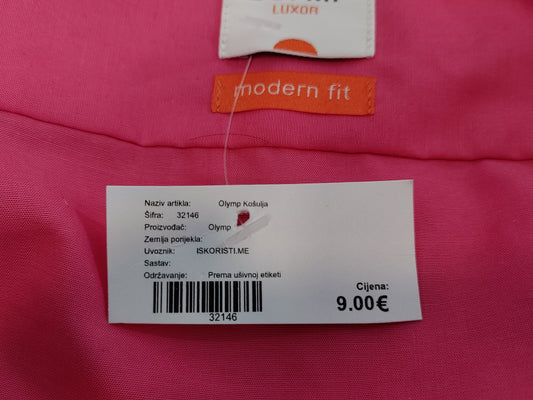 LUXOR
modern fit
Naziv artikla: Olymp Košulja
Šifra: 32146
Proizvođač: Olymp
Zemlja porijekla:
Uvoznik: ISKORISTI.ME
Sastav:
Održavanje: Prema ušivnoj etiketi
Cijena:
9.00€
32146